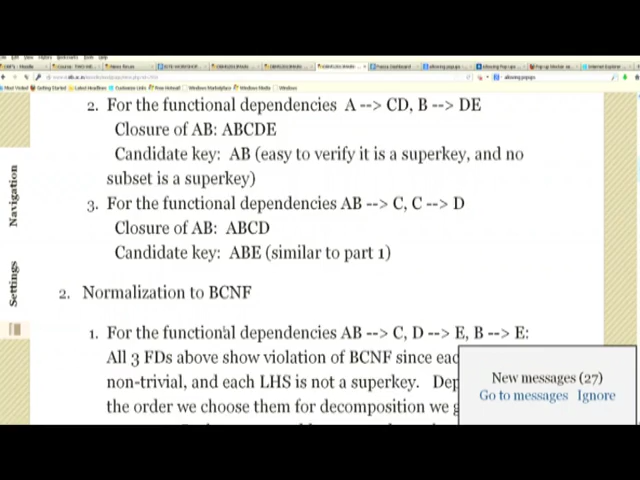 2. For the functional dependencies A --> CD, B --> DE
Closure of AB: ABCDE
Candidate key: AB (easy to verify it is a superkey, and no
subset is a superkey)
3. For the functional dependencies AB --> C, C --> D
Closure of AB: ABCD
Candidate key: ABE (similar to part 1)
2. Normalization to BCNF
1. For the functional dependencies AB --> C, D --> E, B --> E:
All 3 FDs above show violation of BCNF since eac
non-trivial, and each LHS is not a superkey. Dep
the order we choose them for decomposition we g
Navigation
Settings
New messages (27)
Go to messages Ignore